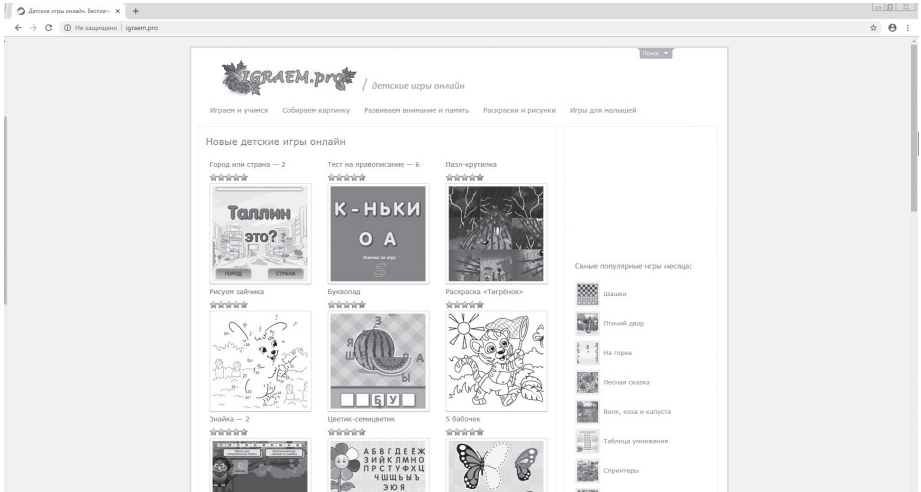 Детские игры онлайн. Бесплатн
Не защищено | igraem.pro
Поиск
IGRAEM.pro / детские игры онлайн
Играем и учимся Собираем картинку Развиваем внимание и память Раскраски и рисунки Игры для малышей
Новые детские игры онлайн
Город или страна — 2 Тест на правописание — 6 Пазл-крутилка
Таллин
это?
ГОРОД СТРАНА
К - НЬКИ
О А
Оценка за игру
5
Рисуем зайчика Буквопад Раскраска «Тигрёнок»
З
Я
Ш
А
Ы
Б У
Знайка — 2 Цветик-семицветик 5 бабочек
А Б В Г Д Е Ё Ж
З И Й К Л М Н О
П Р С Т У Ф Х Ц
Ч Ш Щ Ь Ы Ъ
Э Ю Я
Самые популярные игры месяца:
Шашки
Птичий двор
На горке
Лесная сказка
Волк, коза и капуста
Таблица умножения
Спринтеры